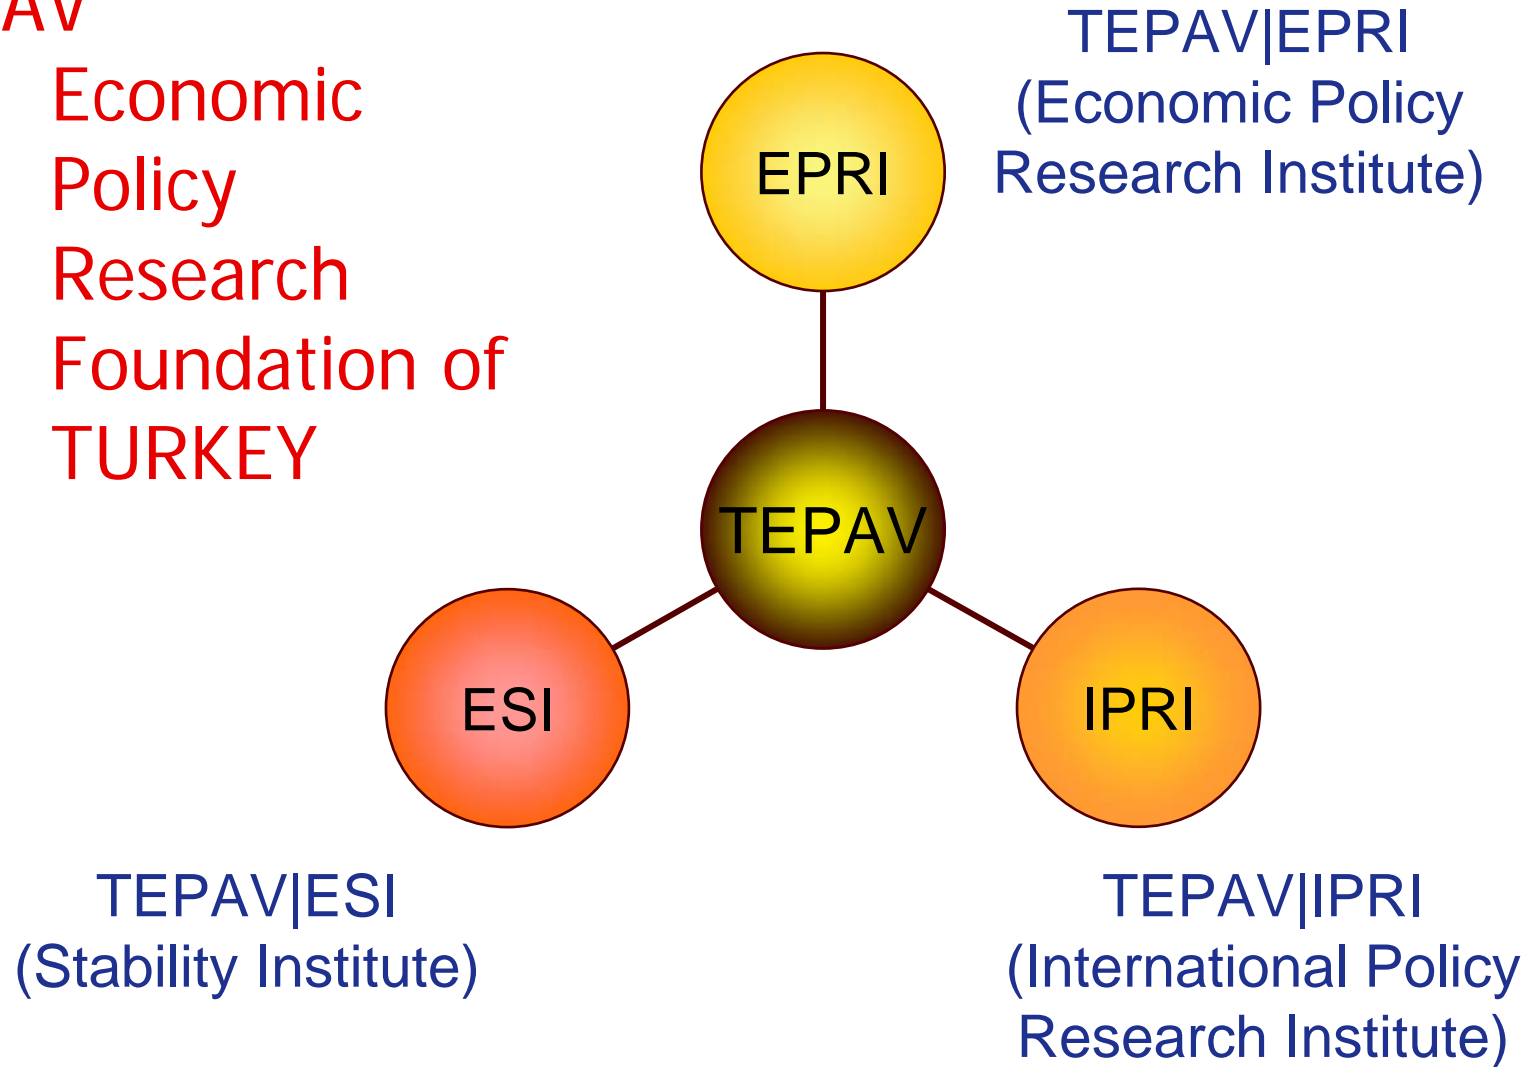 AV
Economic
Policy
Research
Foundation of
TURKEY
TEPAV|EPRI
(Economic Policy
Research Institute)
EPRI
TEPAV
ESI
IPRI
TEPAV|ESI
(Stability Institute)
TEPAV|IPRI
(International Policy
Research Institute)